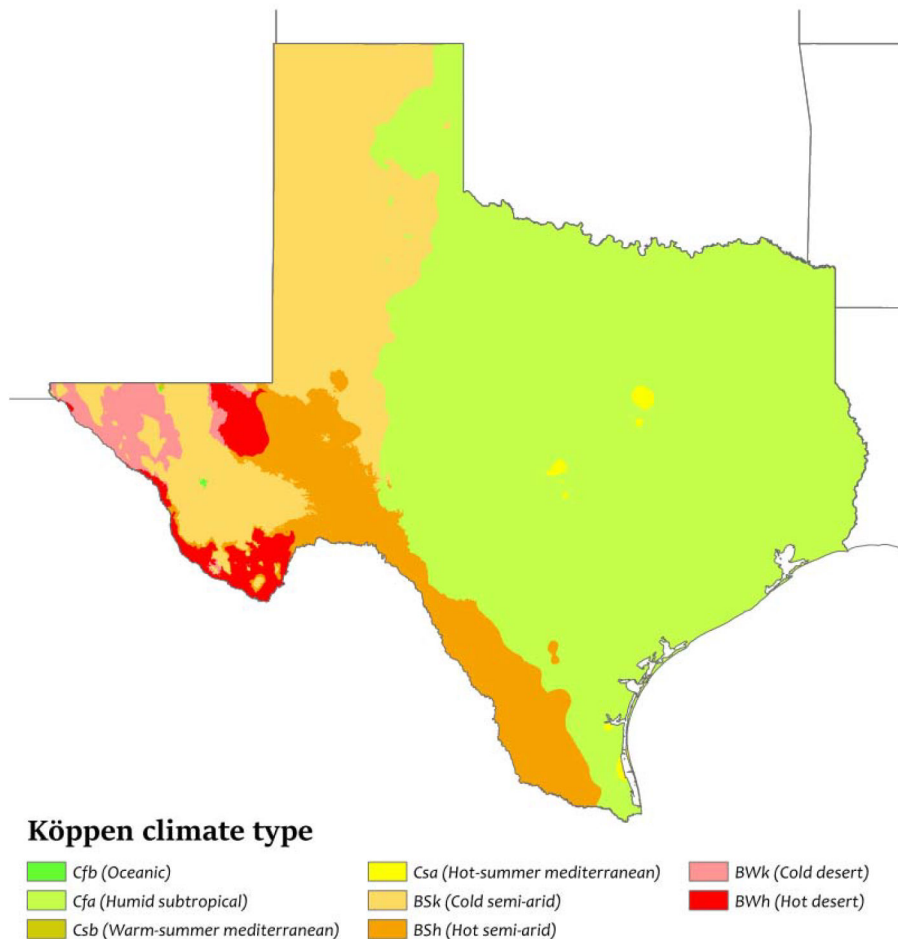 Köppen climate type
Cfb (Oceanic)
Cfa (Humid subtropical)
Csb (Warm-summer mediterranean)
Csa (Hot-summer mediterranean)
BSk (Cold semi-arid)
BSh (Hot semi-arid)
BWk (Cold desert)
BWh (Hot desert)